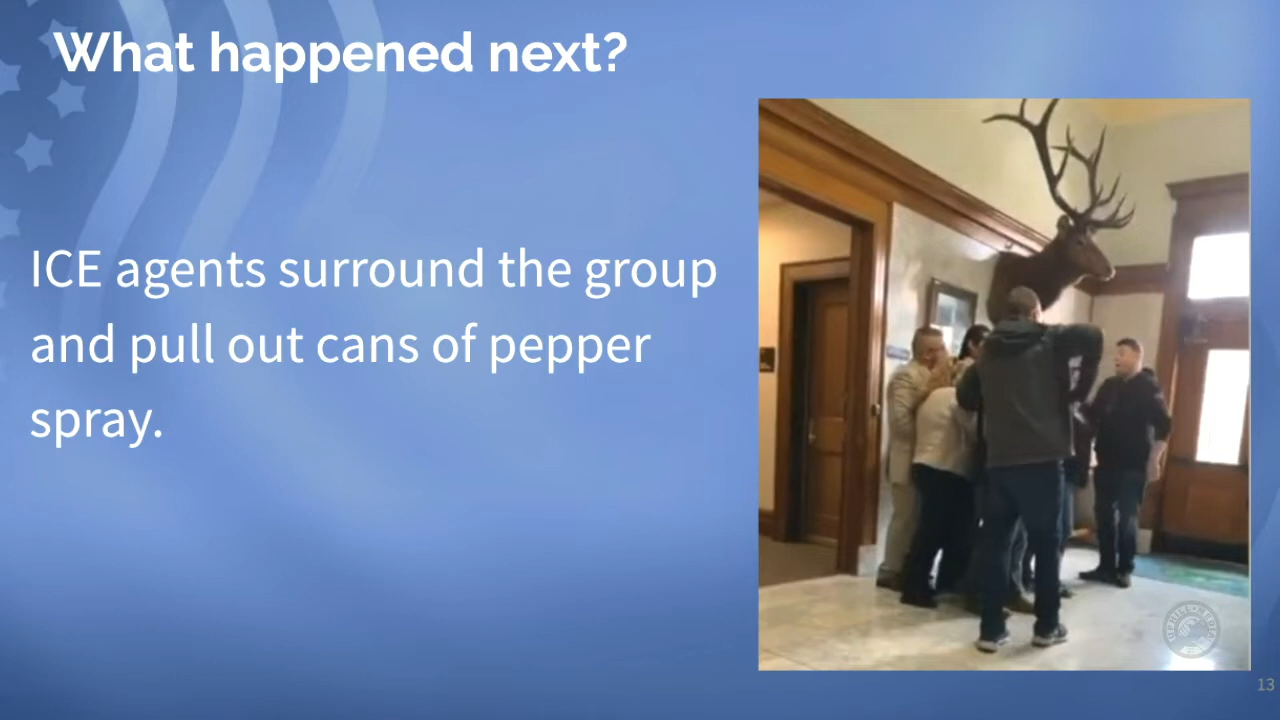 What happened next?
ICE agents surround the group
and pull out cans of pepper
spray.
13